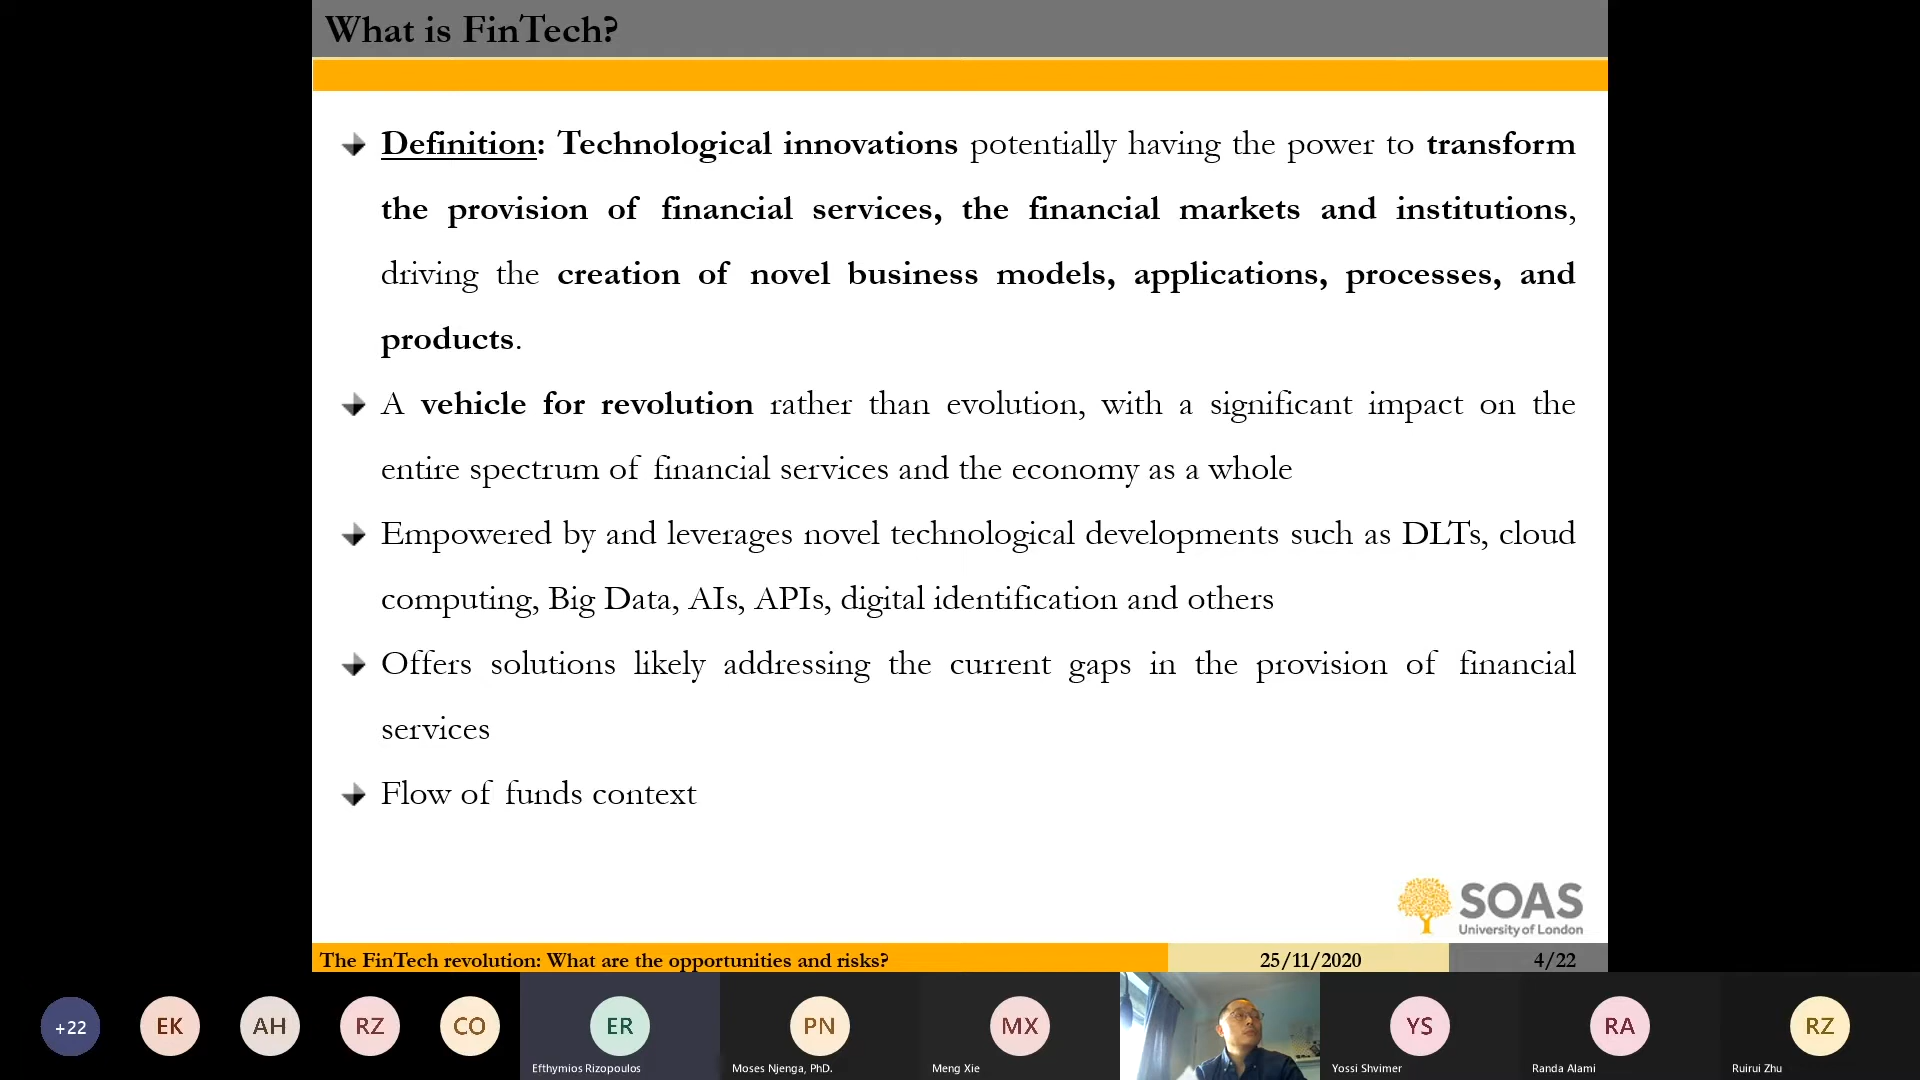 What is FinTech?
Definition: Technological innovations potentially having the power to transform
the provision of financial services, the financial markets and institutions,
driving the creation of novel business models, applications, processes, and
products.
A vehicle for revolution rather than evolution, with a significant impact on the
entire spectrum of financial services and the economy as a whole
Empowered by and leverages novel technological developments such as DLTs, cloud
computing, Big Data, AIs, APIs, digital identification and others
Offers solutions likely addressing the current gaps in the provision of financial
services
Flow of funds context
SOAS
University of London
The FinTech revolution: What are the opportunities and risks? 25/11/2020 4/22
+22 EK AH RZ CO ER PN MX YS RA RZ
Efthymios Rizopoulos Moses Njenga, PhD. Meng Xie Yossi Shvimer Randa Alami Ruirui Zhu